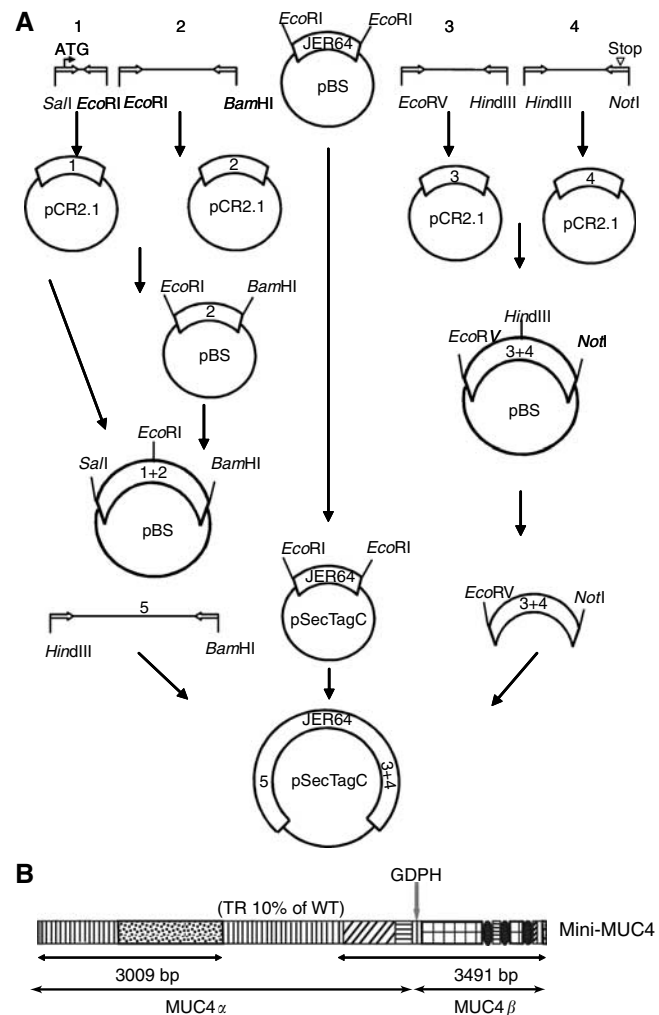 A
1
2
3
4
ATG
EcoRI
EcoRI
JER64
pBS
Stop
SalI
EcoRI
EcoRI
BamHI
EcoRV
HindIII
HindIII
NotI
1
pCR2.1
2
pCR2.1
3
pCR2.1
4
pCR2.1
EcoRI
BamHI
2
pBS
EcoRV
HindIII
NotI
3+4
pBS
SalI
EcoRI
BamHI
1+2
pBS
EcoRI
EcoRI
JER64
pSecTagC
5
HindIII
BamHI
EcoRV
3+4
NotI
JER64
5
pSecTagC
3+4
B
GDPH
(TR 10% of WT)
Mini-MUC4
3009 bp
3491 bp
MUC4α
MUC4β